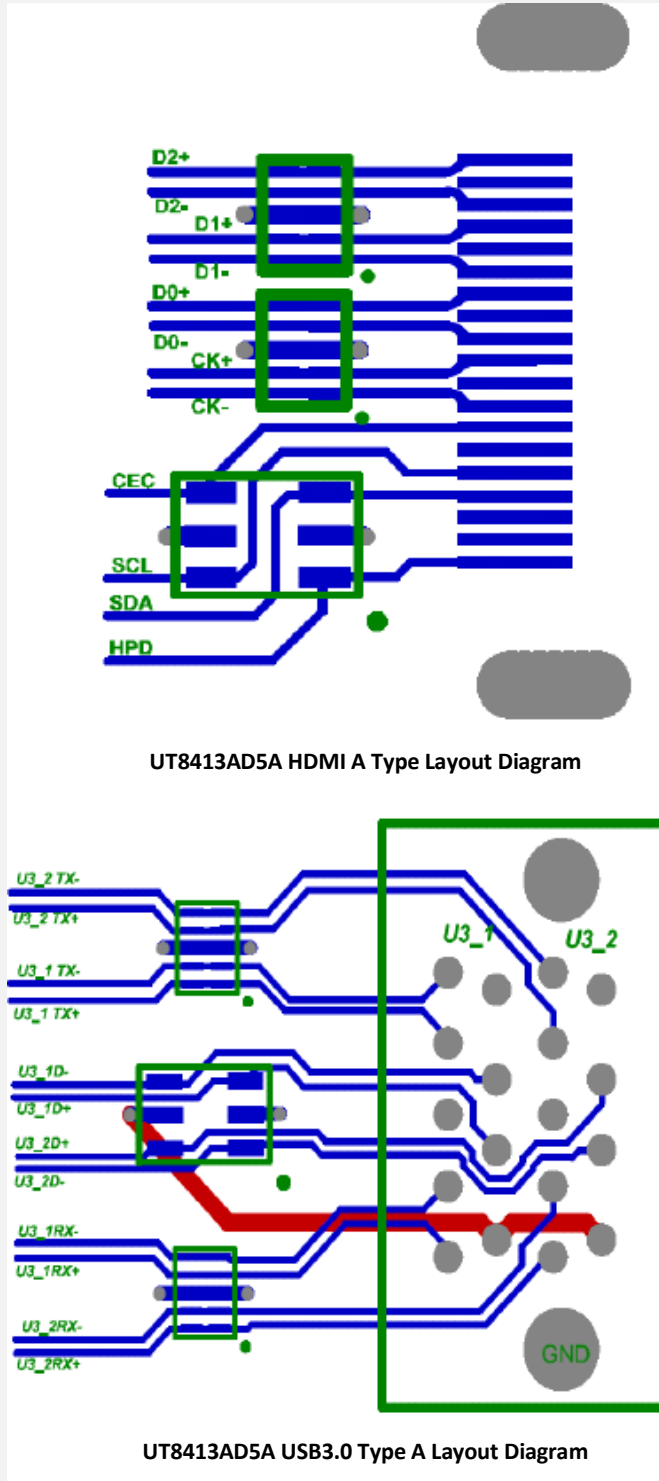 D2+
D2-
D1+
D1-
D0+
D0-
CK+
CK-
CEC
SCL
SDA
HPD
UT8413AD5A HDMI A Type Layout Diagram
U3_2 TX-
U3_2 TX+
U3_1 TX-
U3_1 TX+
U3_1 U3_2
U3_1D-
U3_1D+
U3_2D+
U3_2D-
U3_1RX-
U3_1RX+
U3_2RX-
U3_2RX+
GND
UT8413AD5A USB3.0 Type A Layout Diagram